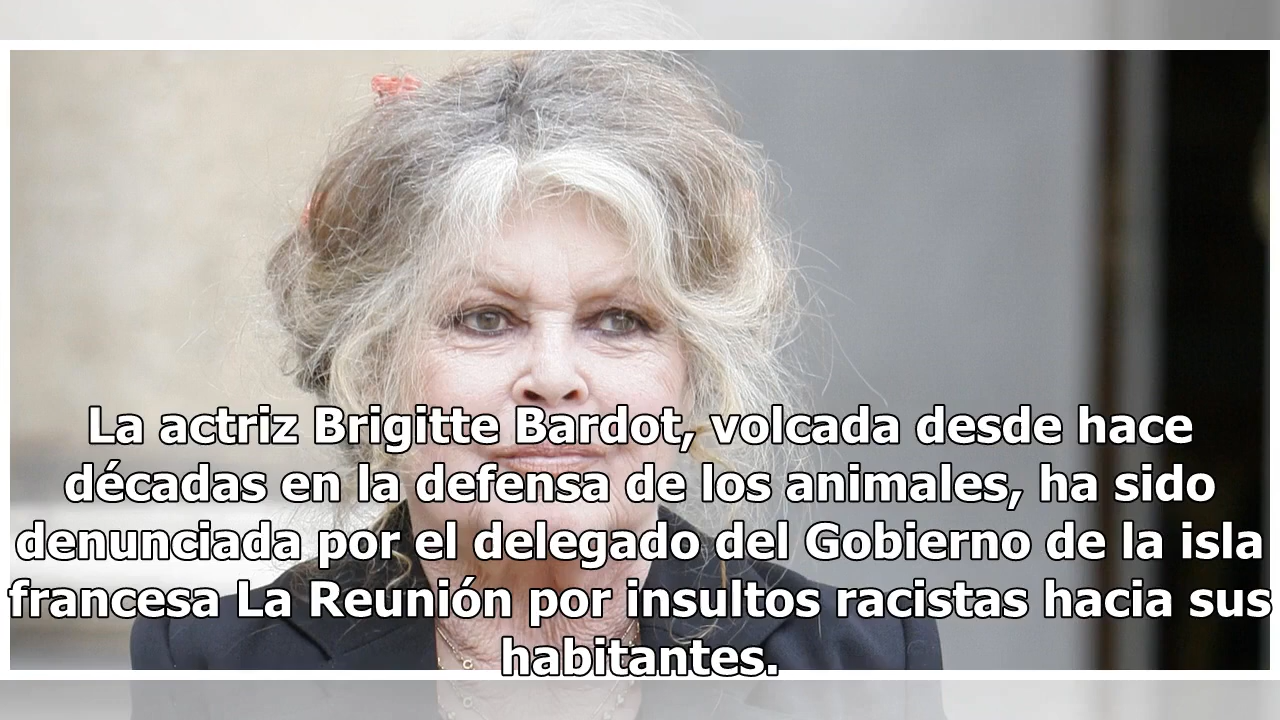 La actriz Brigitte Bardot, volcada desde hace
décadas en la defensa de los animales, ha sido
denunciada por el delegado del Gobierno de la isla
francesa La Reunión por insultos racistas hacia sus
habitantes.